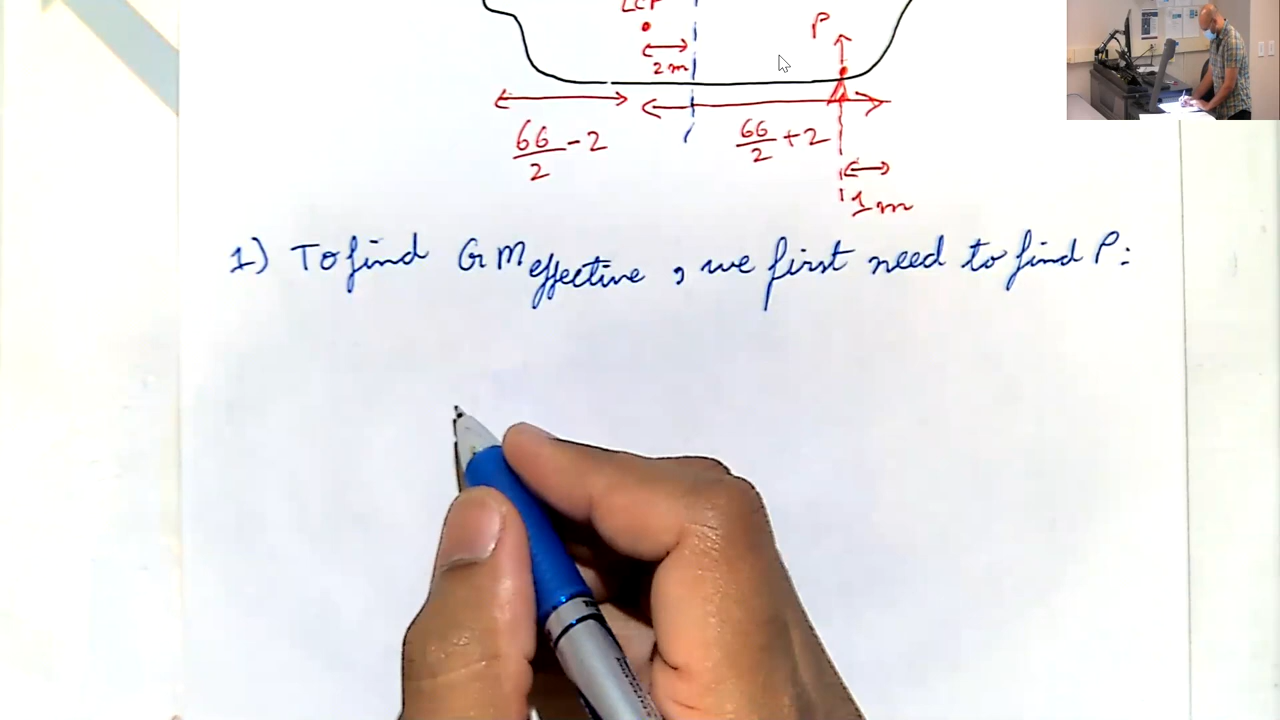 LCF
P
2m
66/2 - 2
66/2 + 2
1m
1) To find GM effective, we first need to find P: